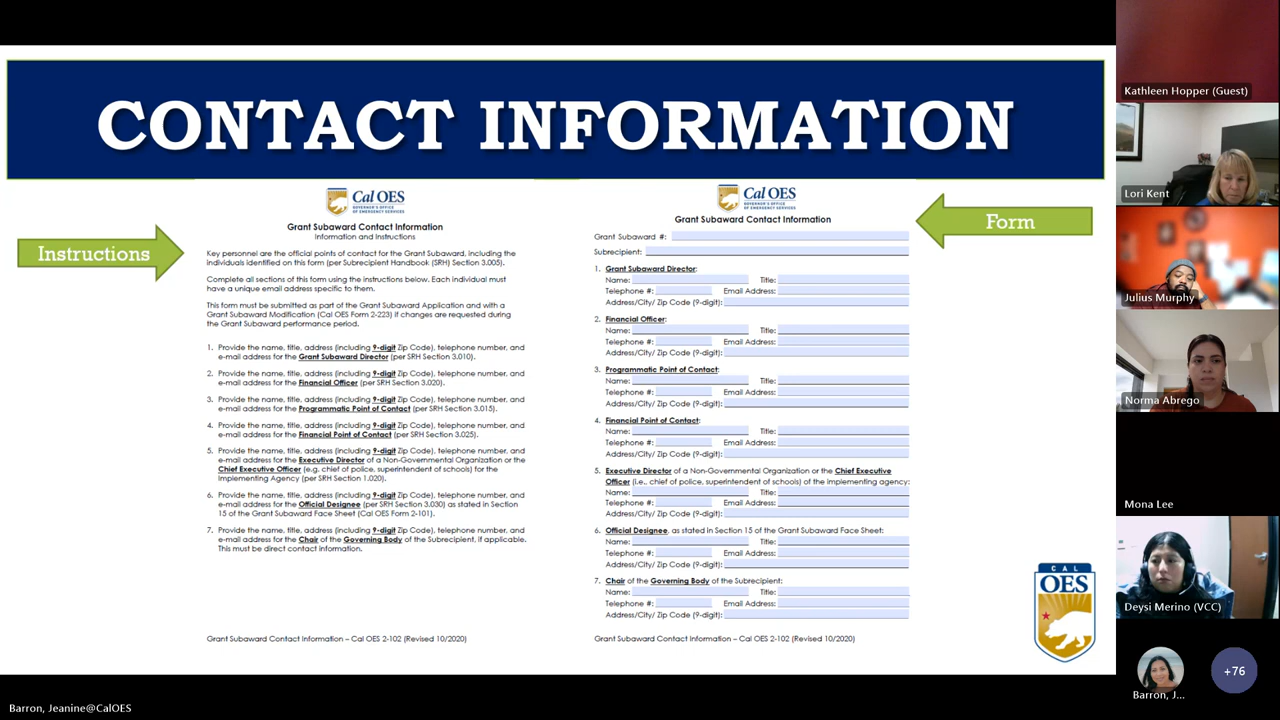 CONTACT INFORMATION
Instructions
Cal OES
GOVERNOR'S OFFICE
OF EMERGENCY SERVICES
Grant Subaward Contact Information
Information and Instructions
Key personnel are the official points of contact for the Grant Subaward, including the
individuals identified on this form (per Subrecipient Handbook (SRH) Section 3.005).
Complete all sections of this form using the instructions below. Each individual must
have a unique email address specific to them.
This form must be submitted as part of the Grant Subaward Application and with a
Grant Subaward Modification (Cal OES Form 2-223) if changes are requested during
the Grant Subaward performance period.
1. Provide the name, title, address (including 9-digit Zip Code), telephone number, and
e-mail address for the Grant Subaward Director (per SRH Section 3.010).
2. Provide the name, title, address (including 9-digit Zip Code), telephone number, and
e-mail address for the Financial Officer (per SRH Section 3.020).
3. Provide the name, title, address (including 9-digit Zip Code), telephone number, and
e-mail address for the Programmatic Point of Contact (per SRH Section 3.015).
4. Provide the name, title, address (including 9-digit Zip Code), telephone number, and
e-mail address for the Financial Point of Contact (per SRH Section 3.025).
5. Provide the name, title, address (including 9-digit Zip Code), telephone number, and
e-mail address for the Executive Director of a Non-Governmental Organization or the
Chief Executive Officer (e.g. chief of police, superintendent of schools) for the
Implementing Agency (per SRH Section 1.020).
6. Provide the name, title, address (including 9-digit Zip Code), telephone number, and
e-mail address for the Official Designee (per SRH Section 3.030) as stated in Section
15 of the Grant Subaward Face Sheet (Cal OES Form 2-101).
7. Provide the name, title, address (including 9-digit Zip Code), telephone number, and
e-mail address for the Chair of the Governing Body of the Subrecipient, if applicable.
This must be direct contact information.
Grant Subaward Contact Information – Cal OES 2-102 (Revised 10/2020)
Form
Cal OES
GOVERNOR'S OFFICE
OF EMERGENCY SERVICES
Grant Subaward Contact Information
Grant Subaward #:
Subrecipient:
1. Grant Subaward Director:
Name: Title:
Telephone #: Email Address:
Address/City/ Zip Code (9-digit):
2. Financial Officer:
Name: Title:
Telephone #: Email Address:
Address/City/ Zip Code (9-digit):
3. Programmatic Point of Contact:
Name: Title:
Telephone #: Email Address:
Address/City/ Zip Code (9-digit):
4. Financial Point of Contact:
Name: Title:
Telephone #: Email Address:
Address/City/ Zip Code (9-digit):
5. Executive Director of a Non-Governmental Organization or the Chief Executive
Officer (i.e., chief of police, superintendent of schools) of the implementing agency:
Name: Title:
Telephone #: Email Address:
Address/City/ Zip Code (9-digit):
6. Official Designee, as stated in Section 15 of the Grant Subaward Face Sheet:
Name: Title:
Telephone #: Email Address:
Address/City/ Zip Code (9-digit):
7. Chair of the Governing Body of the Subrecipient:
Name: Title:
Telephone #: Email Address:
Address/City/ Zip Code (9-digit):
Grant Subaward Contact Information – Cal OES 2-102 (Revised 10/2020)
CAL
OES
Kathleen Hopper (Guest)
Lori Kent
Julius Murphy
Norma Abrego
Mona Lee
Deysi Merino (VCC)
Barron, J...
+76
Barron, Jeanine@CalOES